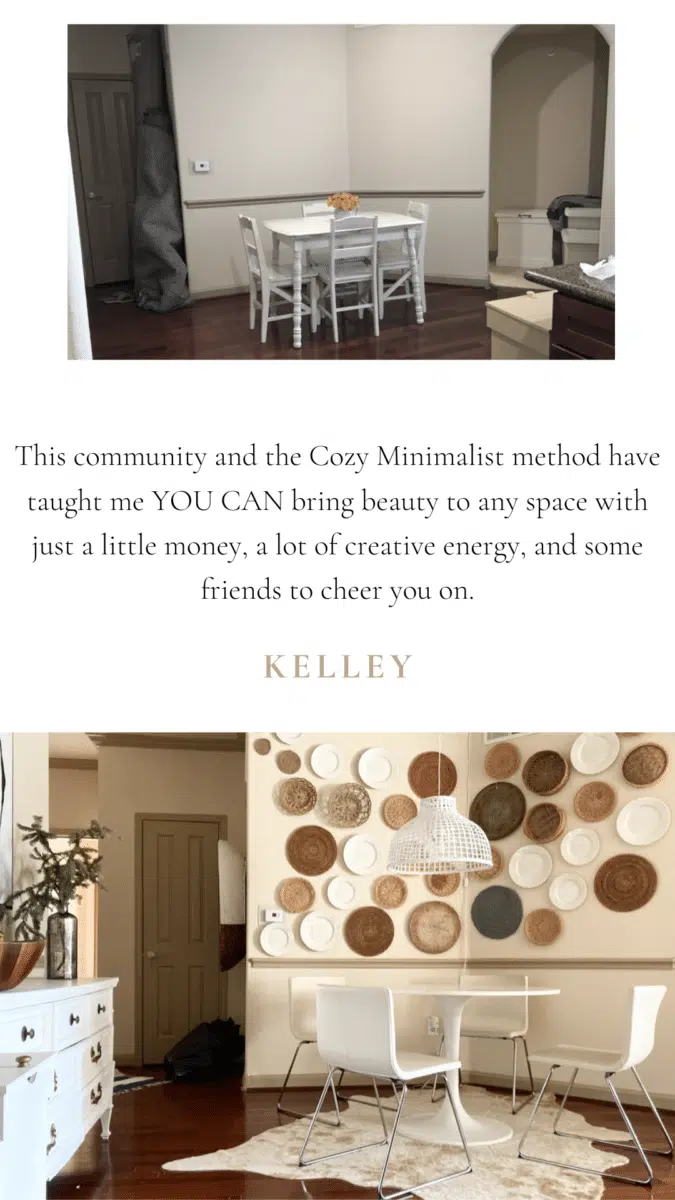 This community and the Cozy Minimalist method have
taught me YOU CAN bring beauty to any space with
just a little money, a lot of creative energy, and some
friends to cheer you on.
KELLEY